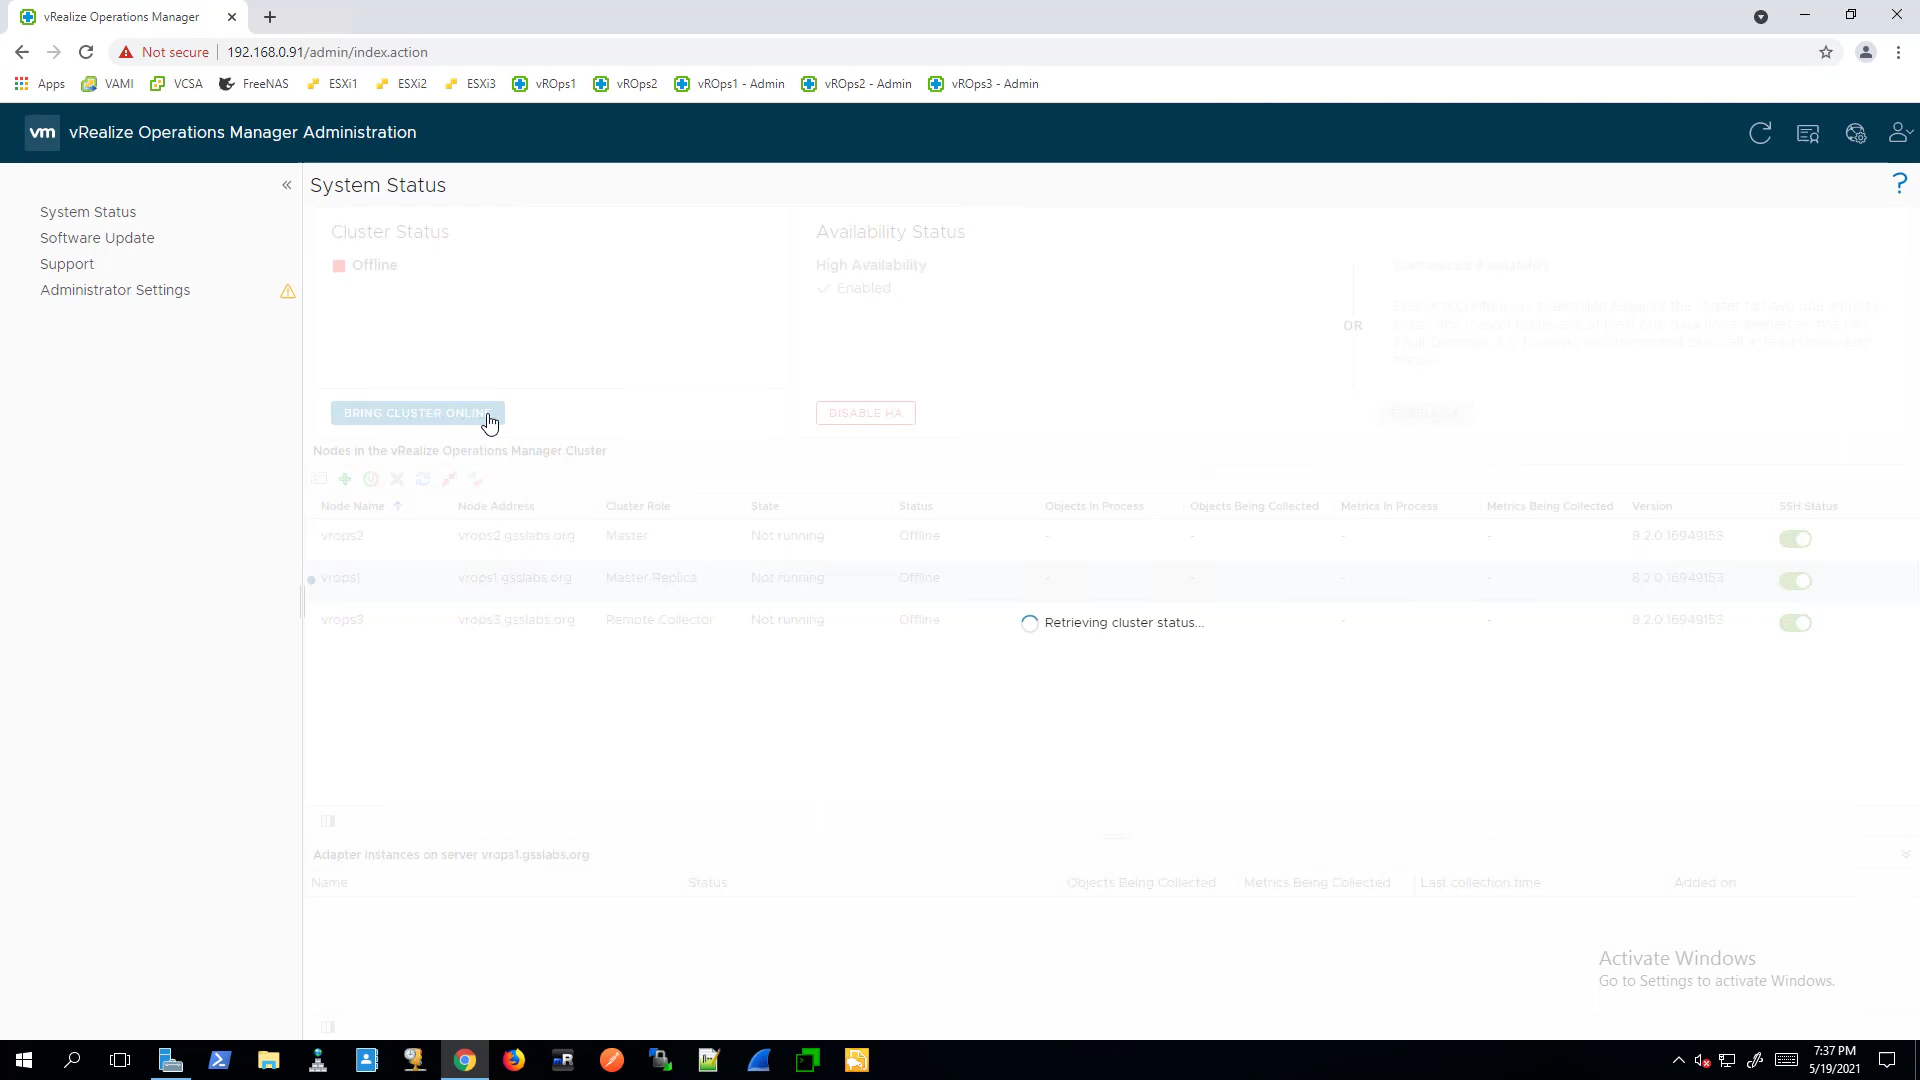 vRealize Operations Manager
Not secure
192.168.0.91/admin/index.action
Apps
VAMI
VCSA
FreeNAS
ESXi1
ESXi2
ESXi3
vROps1
vROps2
vROps1 - Admin
vROps2 - Admin
vROps3 - Admin
vm
vRealize Operations Manager Administration
System Status
Software Update
Support
Administrator Settings
«
System Status
?
Cluster Status
Offline
BRING CLUSTER ONLINE
Availability Status
High Availability
Enabled
DISABLE HA
OR
Continuous Availability
Nodes in the vRealize Operations Manager Cluster
Node Name Node Address Cluster Role State Status Objects In Process Objects Being Collected Metrics In Process Metrics Being Collected Version SSH Status
vrops2 vrops2.gsslabs.org Master Not running Offline - - - - 8.2.0.16949153
vrops1 vrops1.gsslabs.org Master Replica Not running Offline - - - - 8.2.0.16949153
vrops3 vrops3.gsslabs.org Remote Collector Not running Offline - - 8.2.0.16949153
Retrieving cluster status...
Adapter instances on server vrops1.gsslabs.org
Name Status Objects Being Collected Metrics Being Collected Last collection time Added on
Activate Windows
Go to Settings to activate Windows.
7:37 PM
5/19/2021